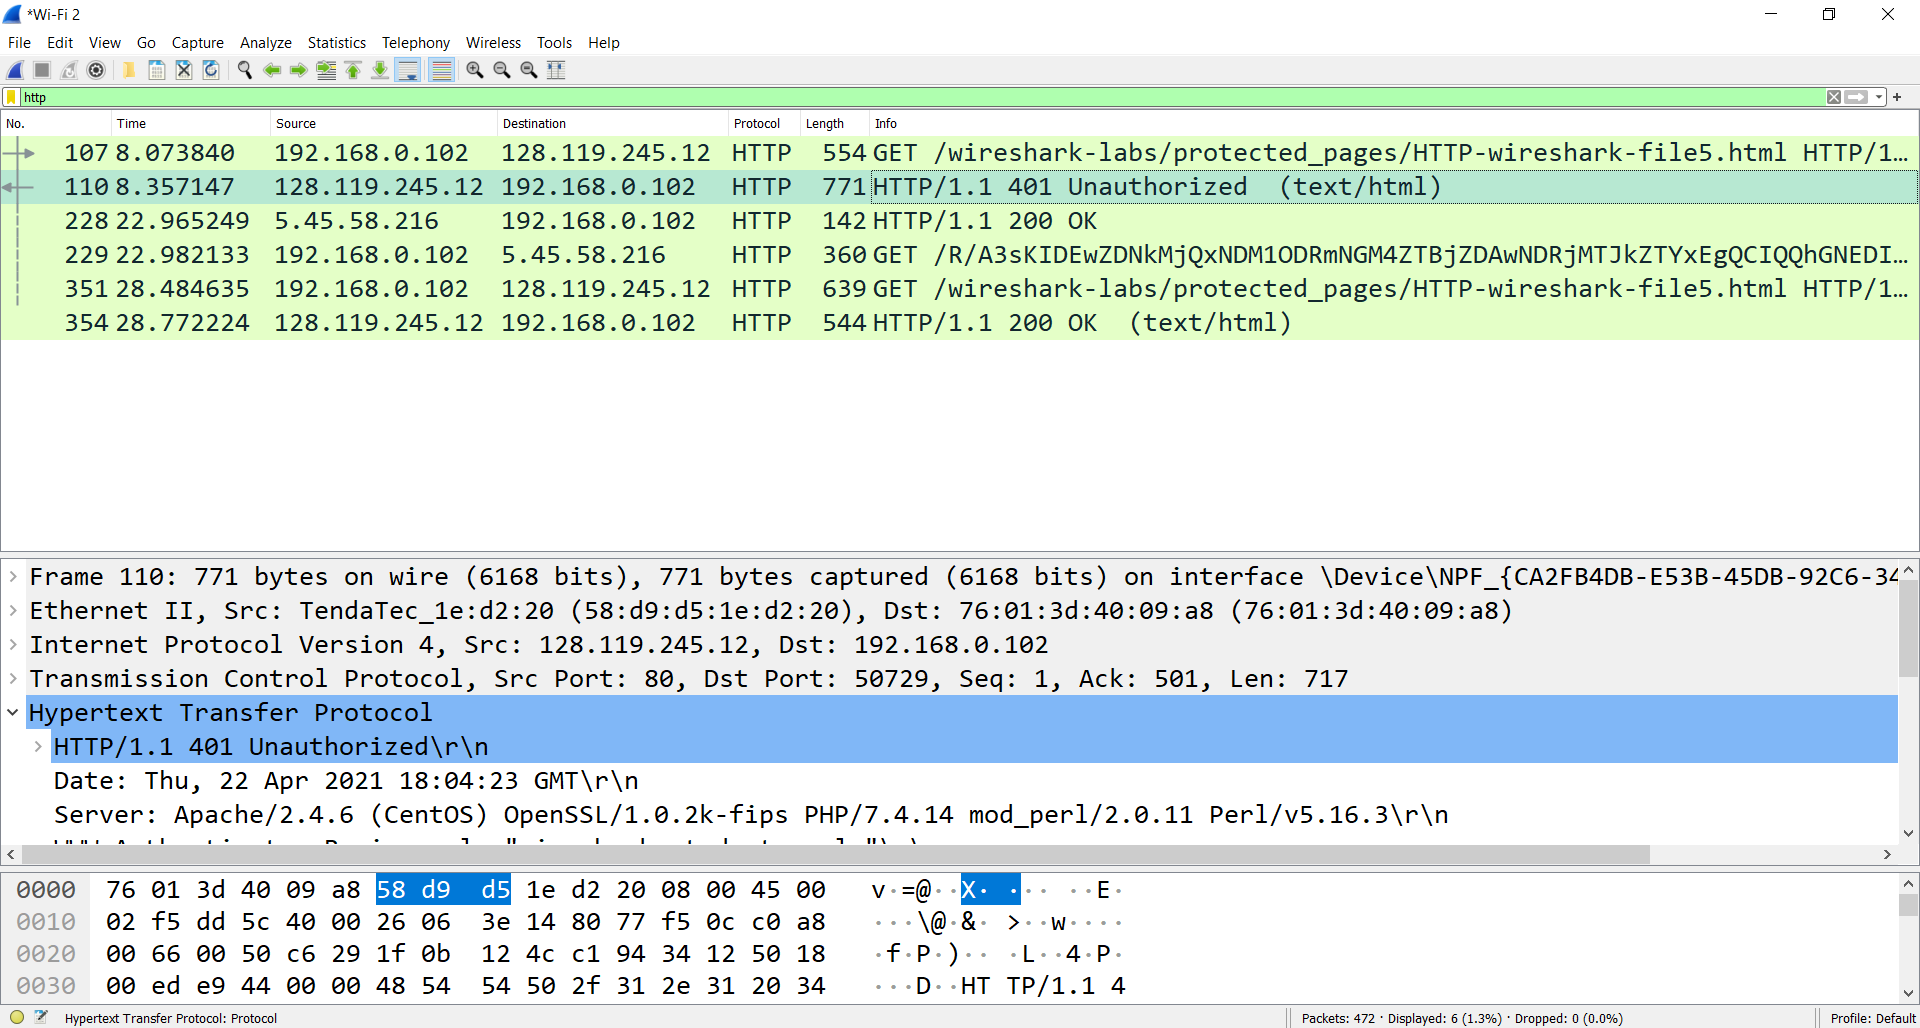 *Wi-Fi 2
File Edit View Go Capture Analyze Statistics Telephony Wireless Tools Help
http
No. Time Source Destination Protocol Length Info
107 8.073840 192.168.0.102 128.119.245.12 HTTP 554 GET /wireshark-labs/protected_pages/HTTP-wireshark-file5.html HTTP/1…
110 8.357147 128.119.245.12 192.168.0.102 HTTP 771 HTTP/1.1 401 Unauthorized (text/html)
228 22.965249 5.45.58.216 192.168.0.102 HTTP 142 HTTP/1.1 200 OK
229 22.982133 192.168.0.102 5.45.58.216 HTTP 360 GET /R/A3sKIDEwZDNkMjQxNDM1ODRmNGM4ZTBjZDAwNDRjMTJkZTYxEgQCIQQhGNEDI…
351 28.484635 192.168.0.102 128.119.245.12 HTTP 639 GET /wireshark-labs/protected_pages/HTTP-wireshark-file5.html HTTP/1…
354 28.772224 128.119.245.12 192.168.0.102 HTTP 544 HTTP/1.1 200 OK (text/html)
Frame 110: 771 bytes on wire (6168 bits), 771 bytes captured (6168 bits) on interface \Device\NPF_{CA2FB4DB-E53B-45DB-92C6-34
Ethernet II, Src: TendaTec_1e:d2:20 (58:d9:d5:1e:d2:20), Dst: 76:01:3d:40:09:a8 (76:01:3d:40:09:a8)
Internet Protocol Version 4, Src: 128.119.245.12, Dst: 192.168.0.102
Transmission Control Protocol, Src Port: 80, Dst Port: 50729, Seq: 1, Ack: 501, Len: 717
Hypertext Transfer Protocol
HTTP/1.1 401 Unauthorized\r\n
Date: Thu, 22 Apr 2021 18:04:23 GMT\r\n
Server: Apache/2.4.6 (CentOS) OpenSSL/1.0.2k-fips PHP/7.4.14 mod_perl/2.0.11 Perl/v5.16.3\r\n
0000 76 01 3d 40 09 a8 58 d9 d5 1e d2 20 08 00 45 00 v·=@··X· ··· ··E·
0010 02 f5 dd 5c 40 00 26 06 3e 14 80 77 f5 0c c0 a8 ···\@·&· >··w····
0020 00 66 00 50 c6 29 1f 0b 12 4c c1 94 34 12 50 18 ·f·P·)·· ·L··4·P·
0030 00 ed e9 44 00 00 48 54 54 50 2f 31 2e 31 20 34 ···D··HT TP/1.1 4
Hypertext Transfer Protocol: Protocol Packets: 472 · Displayed: 6 (1.3%) · Dropped: 0 (0.0%) Profile: Default